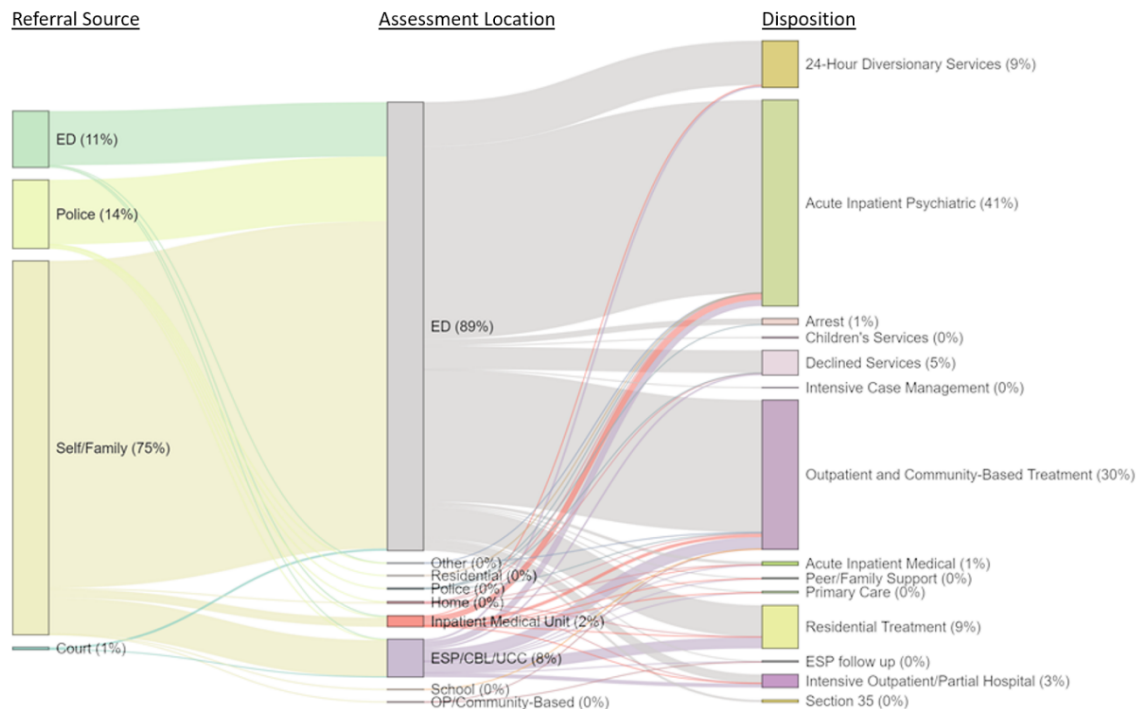 Referral Source
Assessment Location
Disposition
ED (11%)
Police (14%)
Self/Family (75%)
Court (1%)
ED (89%)
Other (0%)
Residential (0%)
Police (0%)
Home (0%)
Inpatient Medical Unit (2%)
ESP/CBL/UCC (8%)
School (0%)
OP/Community-Based (0%)
24-Hour Diversionary Services (9%)
Acute Inpatient Psychiatric (41%)
Arrest (1%)
Children's Services (0%)
Declined Services (5%)
Intensive Case Management (0%)
Outpatient and Community-Based Treatment (30%)
Acute Inpatient Medical (1%)
Peer/Family Support (0%)
Primary Care (0%)
Residential Treatment (9%)
ESP follow up (0%)
Intensive Outpatient/Partial Hospital (3%)
Section 35 (0%)